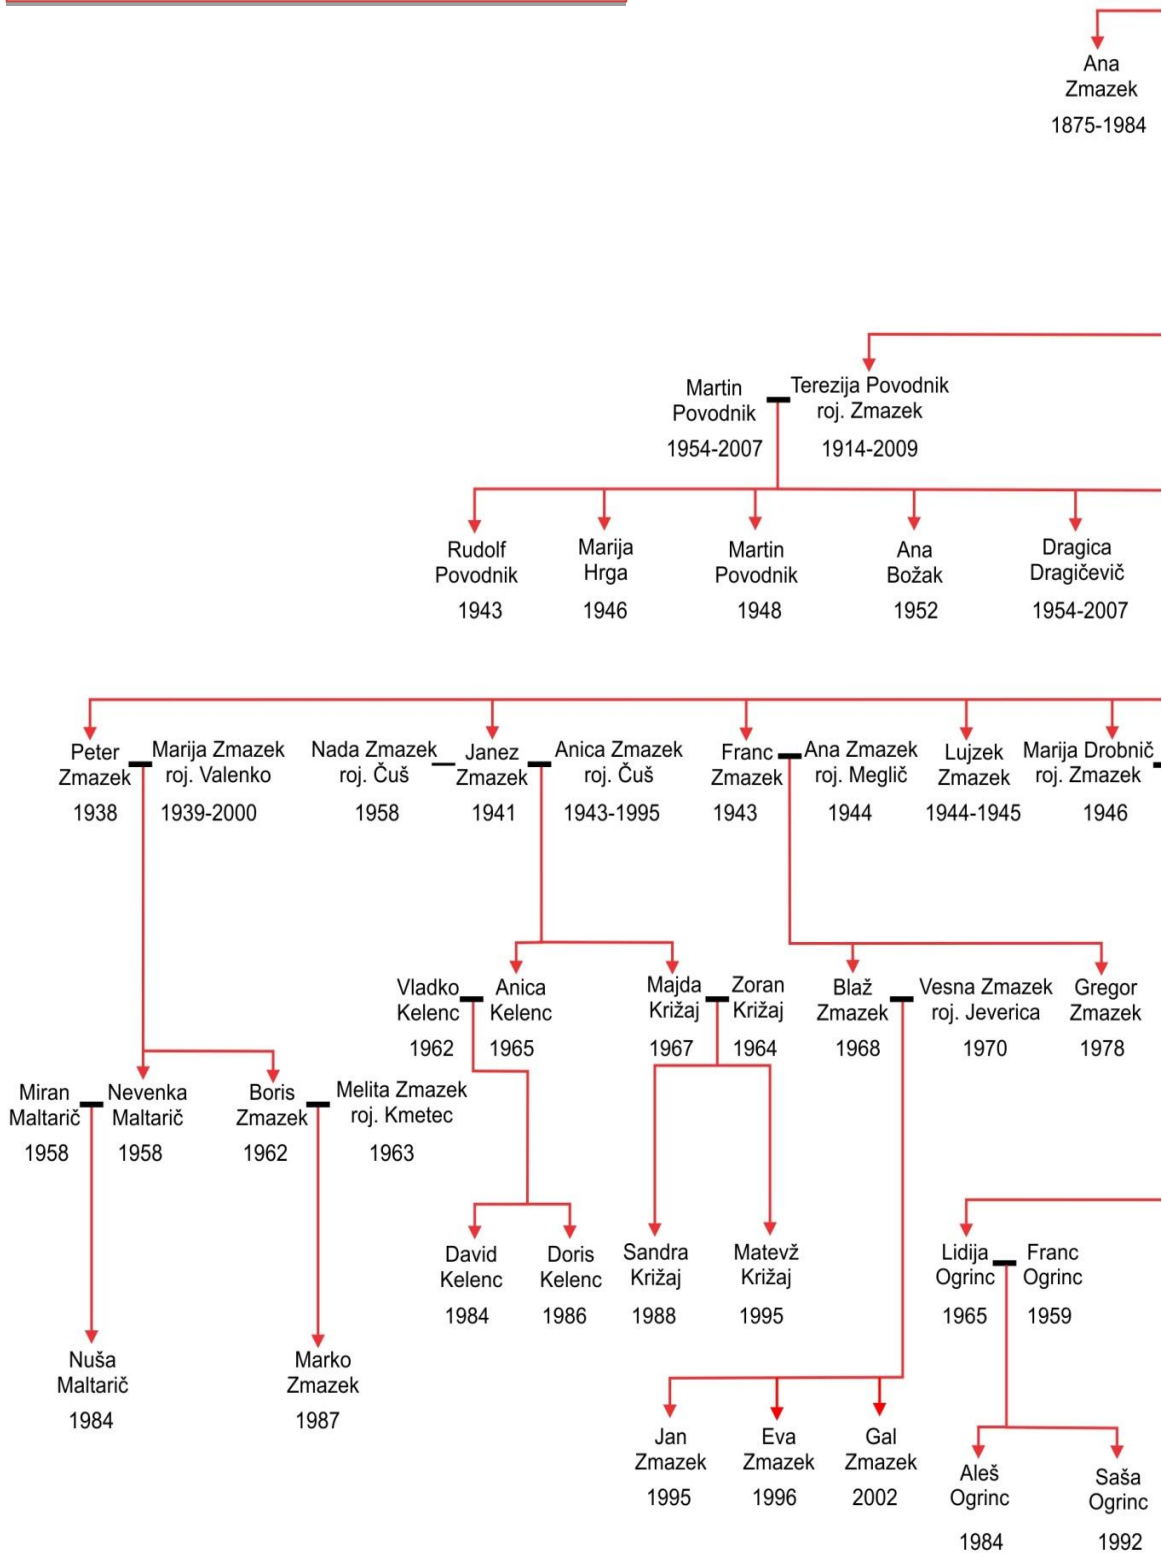 Ana
Zmazek
1875-1984
Martin
Povodnik
1954-2007
Terezija Povodnik
roj. Zmazek
1914-2009
Rudolf
Povodnik
1943
Marija
Hrga
1946
Martin
Povodnik
1948
Ana
Božak
1952
Dragica
Dragičevič
1954-2007
Peter
Zmazek
1938
Marija Zmazek
roj. Valenko
1939-2000
Nada Zmazek
roj. Čuš
1958
Janez
Zmazek
1941
Anica Zmazek
roj. Čuš
1943-1995
Franc
Zmazek
1943
Ana Zmazek
roj. Meglič
1944
Lujzek
Zmazek
1944-1945
Marija Drobnič
roj. Zmazek
1946
Vladko
Kelenc
1962
Anica
Kelenc
1965
Majda
Križaj
1967
Zoran
Križaj
1964
Blaž
Zmazek
1968
Vesna Zmazek
roj. Jeverica
1970
Gregor
Zmazek
1978
Miran
Maltarič
1958
Nevenka
Maltarič
1958
Boris
Zmazek
1962
Melita Zmazek
roj. Kmetec
1963
David
Kelenc
1984
Doris
Kelenc
1986
Sandra
Križaj
1988
Matevž
Križaj
1995
Lidija
Ogrinc
1965
Franc
Ogrinc
1959
Nuša
Maltarič
1984
Marko
Zmazek
1987
Jan
Zmazek
1995
Eva
Zmazek
1996
Gal
Zmazek
2002
Aleš
Ogrinc
1984
Saša
Ogrinc
1992